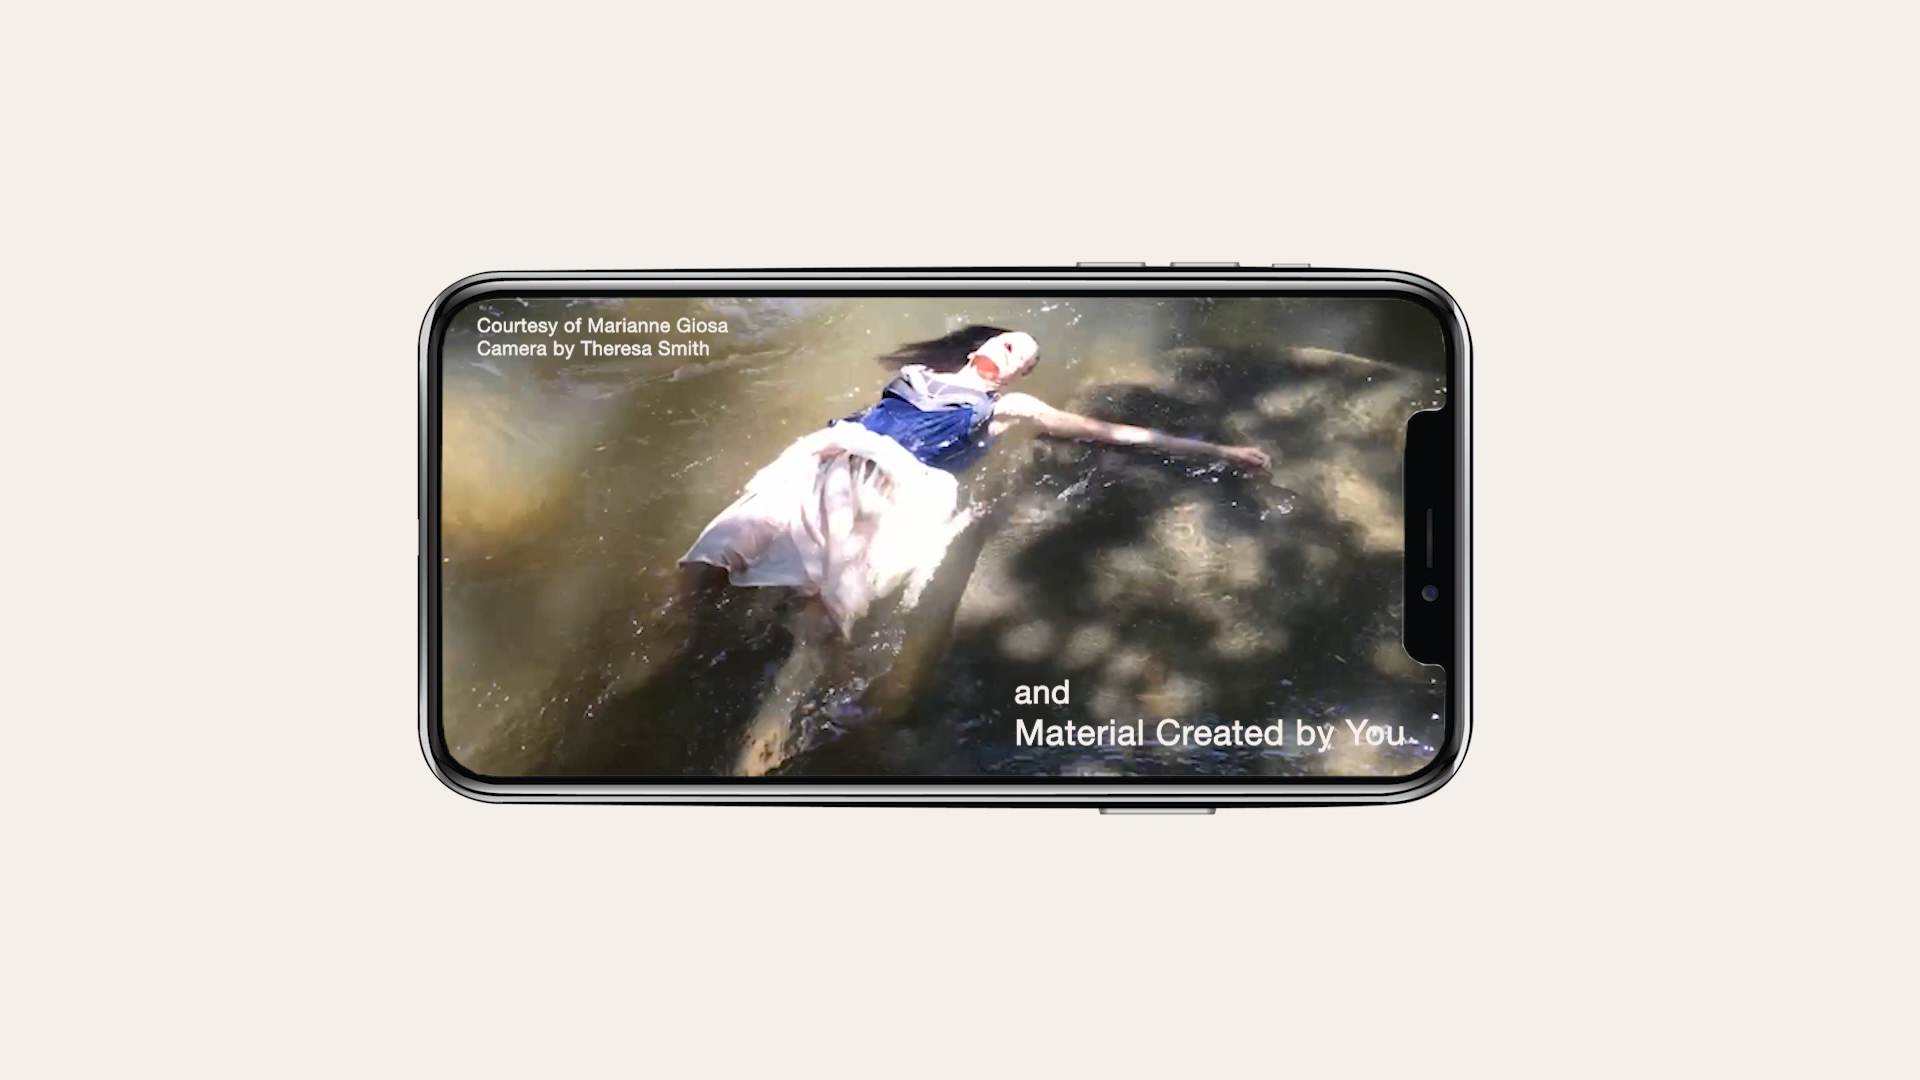 Courtesy of Marianne Giosa
Camera by Theresa Smith
and
Material Created by You